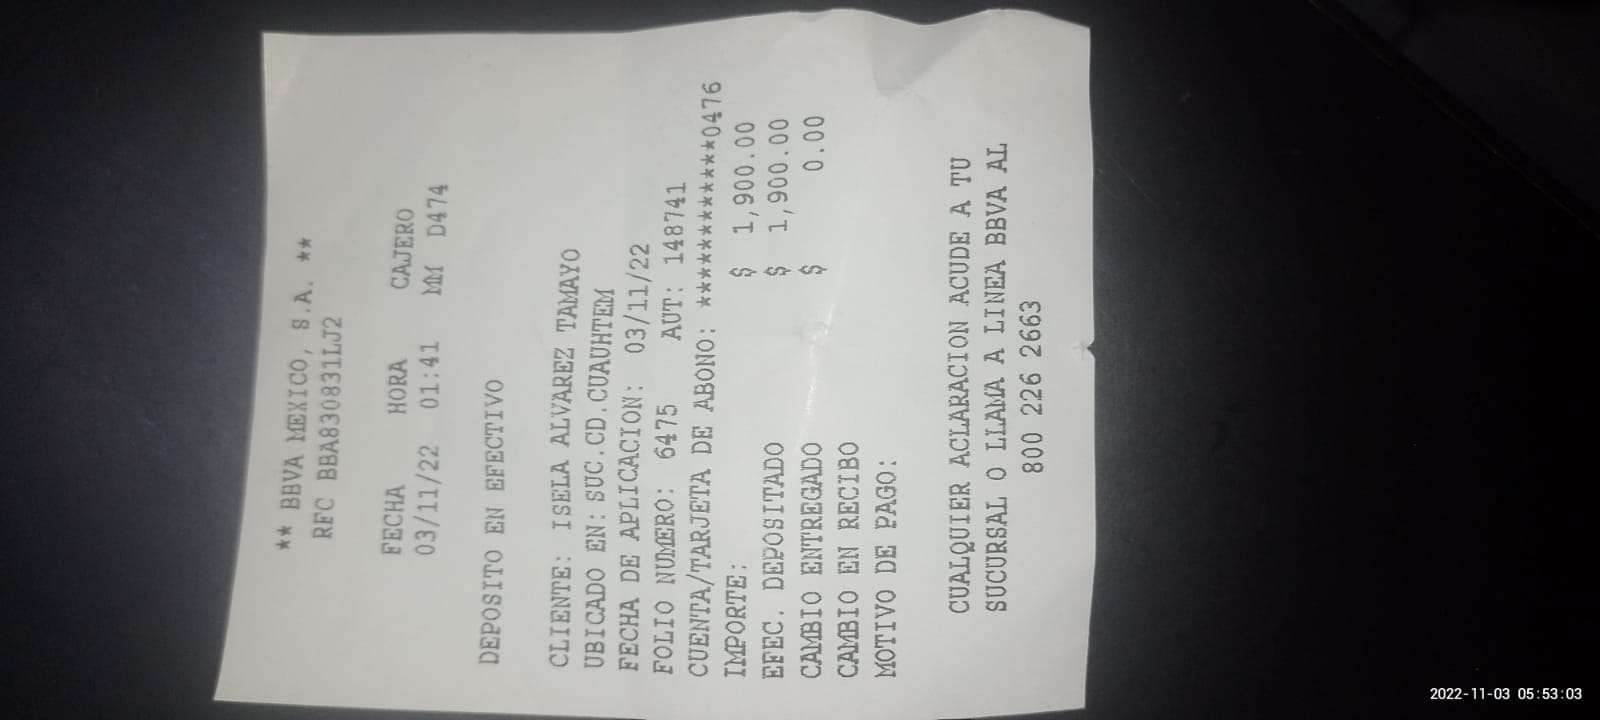 ** BBVA MEXICO, S.A. **
RFC BBA830831LJ2
FECHA HORA CAJERO
03/11/22 01:41 MM D474
DEPOSITO EN EFECTIVO
CLIENTE: ISELA ALVAREZ TAMAYO
UBICADO EN: SUC.CD.CUAUHTEM
FECHA DE APLICACION: 03/11/22
FOLIO NUMERO: 6475 AUT: 148741
CUENTA/TARJETA DE ABONO: ************0476
IMPORTE: $ 1,900.00
EFEC. DEPOSITADO $ 1,900.00
CAMBIO ENTREGADO $ 0.00
CAMBIO EN RECIBO
MOTIVO DE PAGO:
CUALQUIER ACLARACION ACUDE A TU
SUCURSAL O LLAMA A LINEA BBVA AL
800 226 2663
2022-11-03 05:53:03